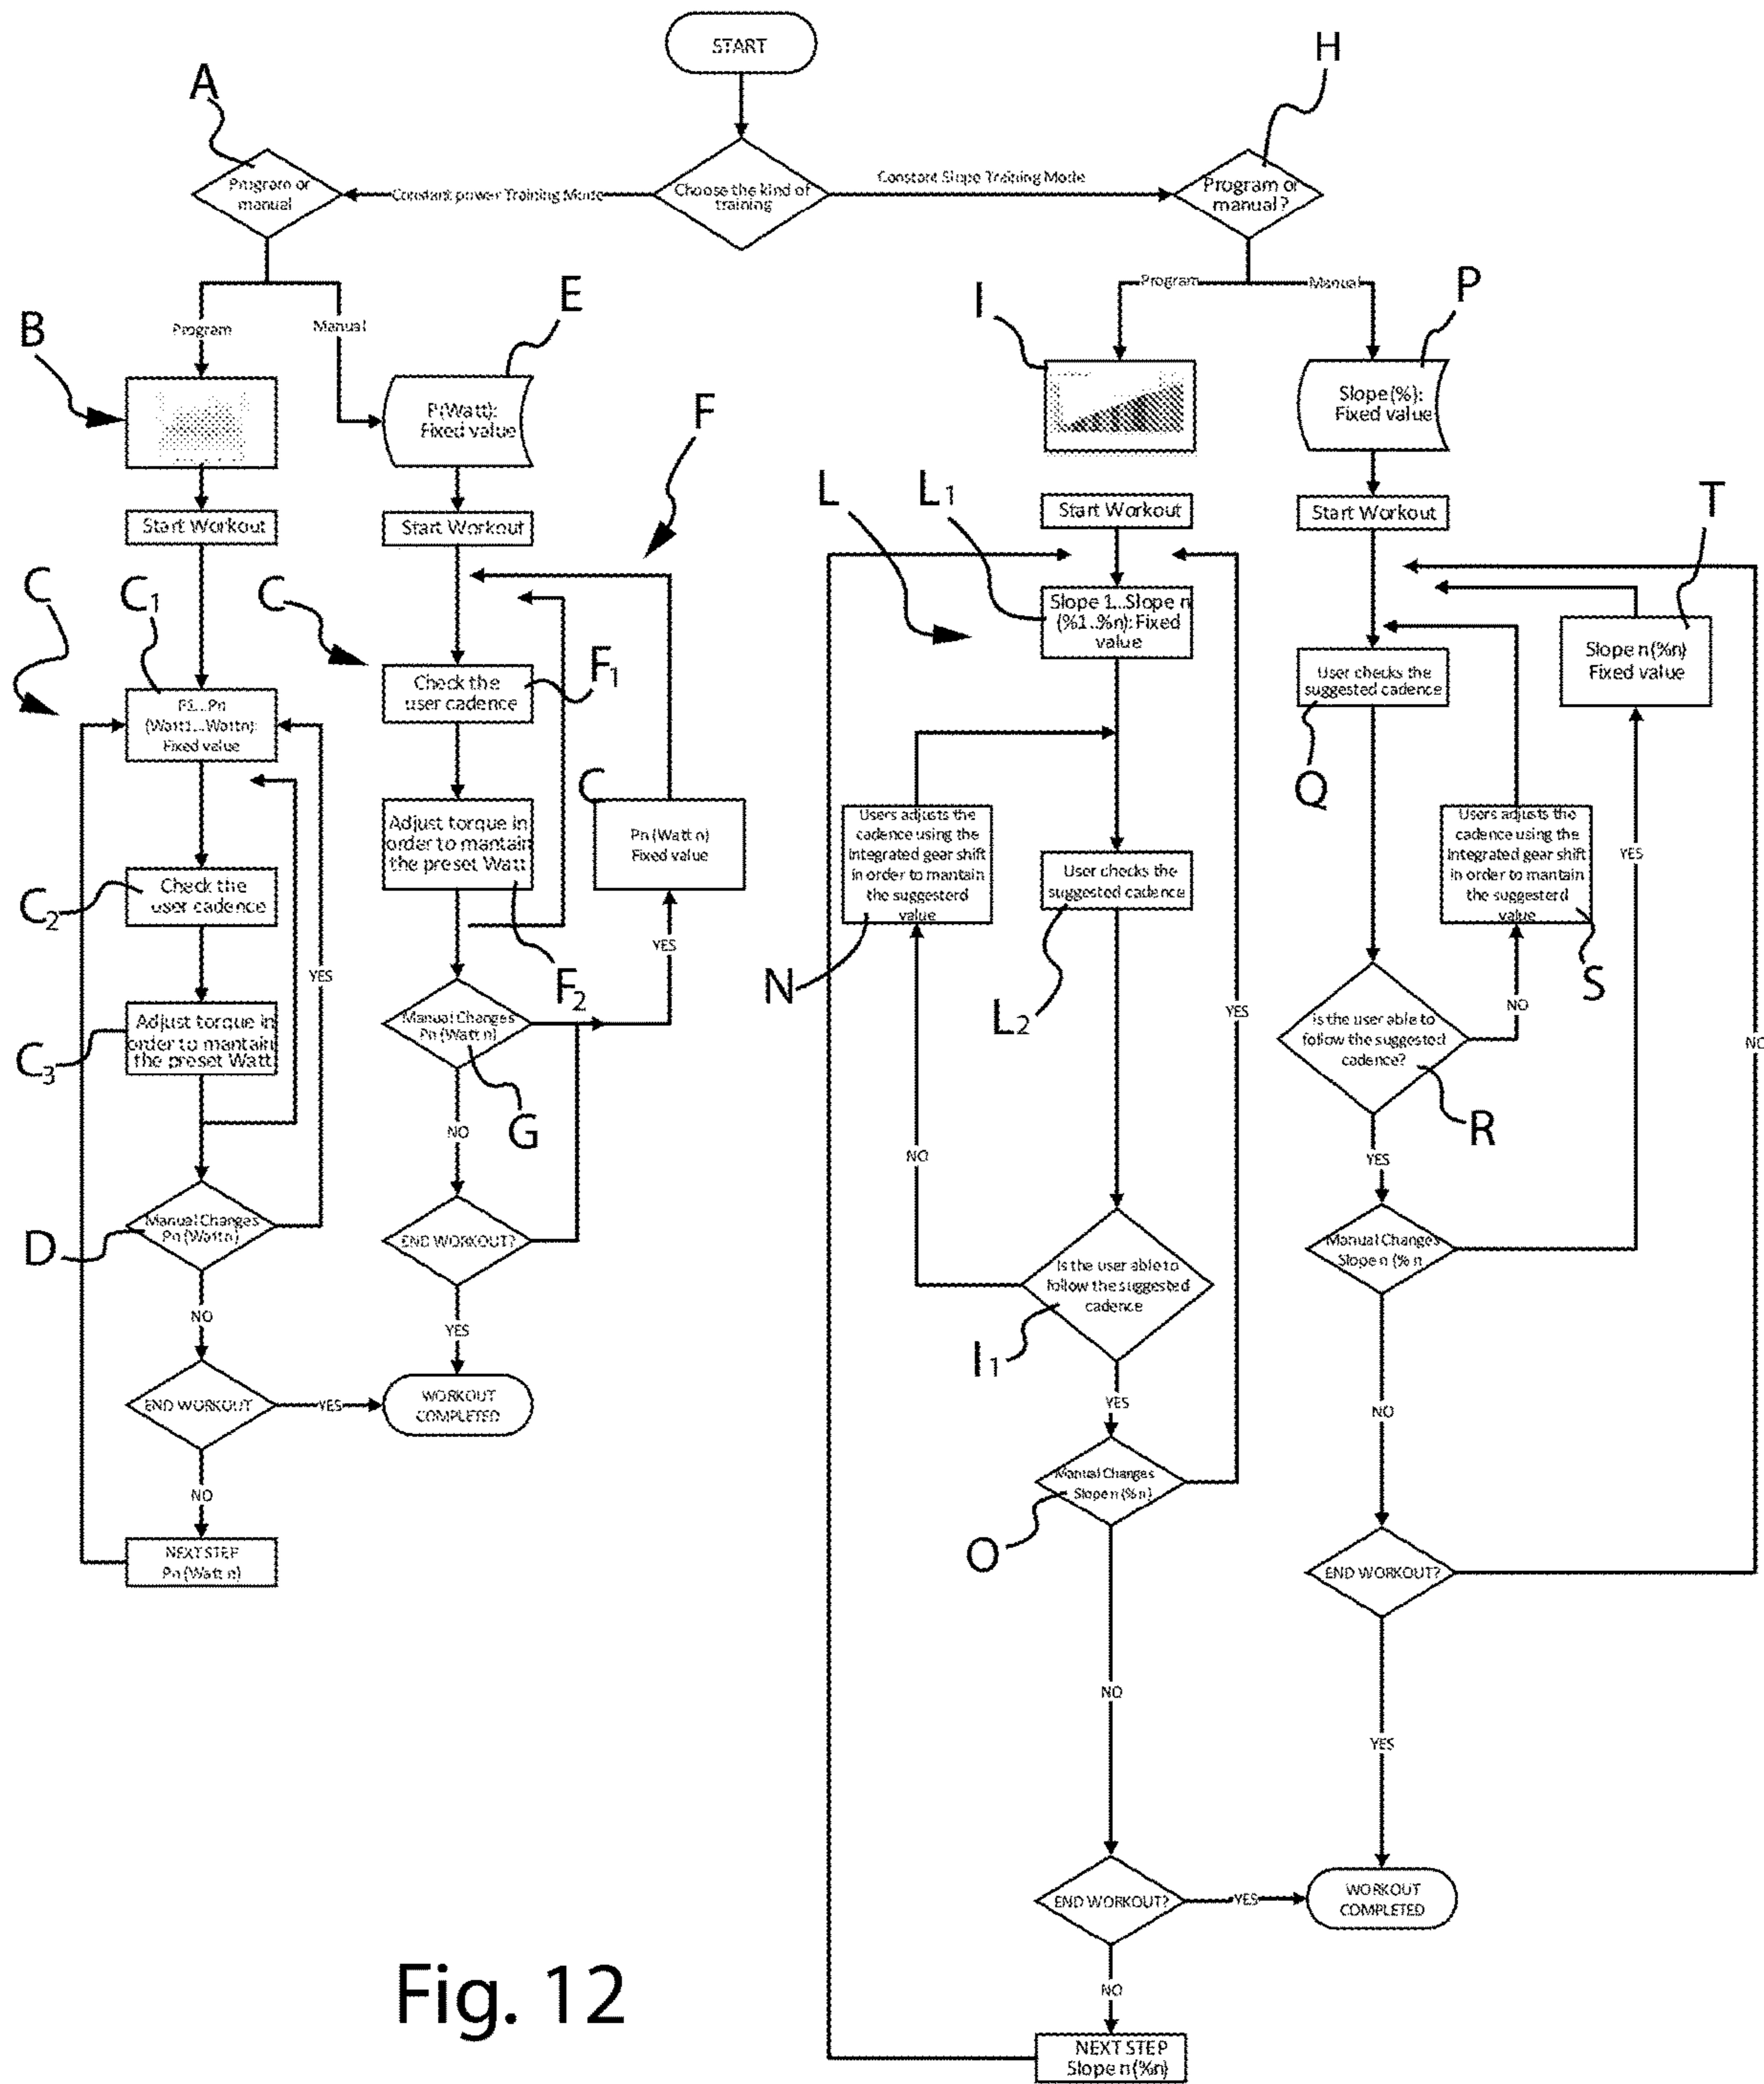 START
A
H
Program or
manual
Constant power Training Mode
Choose the kind of
training
Constant Slope Training Mode
Program or
manual?
B
Program
Manual
E
P(Watt):
Fixed value
F
I
Program
Manual
P
Slope(%):
Fixed value
Start Workout
Start Workout
L
L1
Start Workout
Start Workout
T
C
C1
P1...Pn
(Watt1...Wattn):
Fixed value
C
Check the
user cadence
F1
Slope 1...Slope n
(%1..%n): Fixed
value
User checks the
suggested cadence
Q
Slope n(%n)
Fixed value
C2
Check the
user cadence
Adjust torque in
order to mantain
the preset Watt
F2
C
Pn (Watt n)
Fixed value
YES
Users adjusts the
cadence using the
integrated gear shift
in order to mantain
the suggesterd
value
N
User checks the
suggested cadence
L2
YES
Users adjusts the
cadence using the
integrated gear shift
in order to mantain
the suggesterd
value
S
YES
C3
Adjust torque in
order to mantain
the preset Watt
YES
Manual Changes
Pn (Watt n)
G
NO
Is the user able to
follow the suggested
cadence?
R
NO
NO
YES
D
Manual Changes
Pn (Wattn)
NO
END WORKOUT?
YES
NO
Is the user able to
follow the suggested
cadence
I1
YES
Manual Changes
Slope n (%n
NO
END WORKOUT
YES
WORKOUT
COMPLETED
NO
NEXT STEP
Pn (Watt n)
Manual Changes
Slope n (%n)
O
NO
END WORKOUT?
YES
END WORKOUT?
YES
WORKOUT
COMPLETED
NO
NEXT STEP
Slope n(%n)
Fig. 12